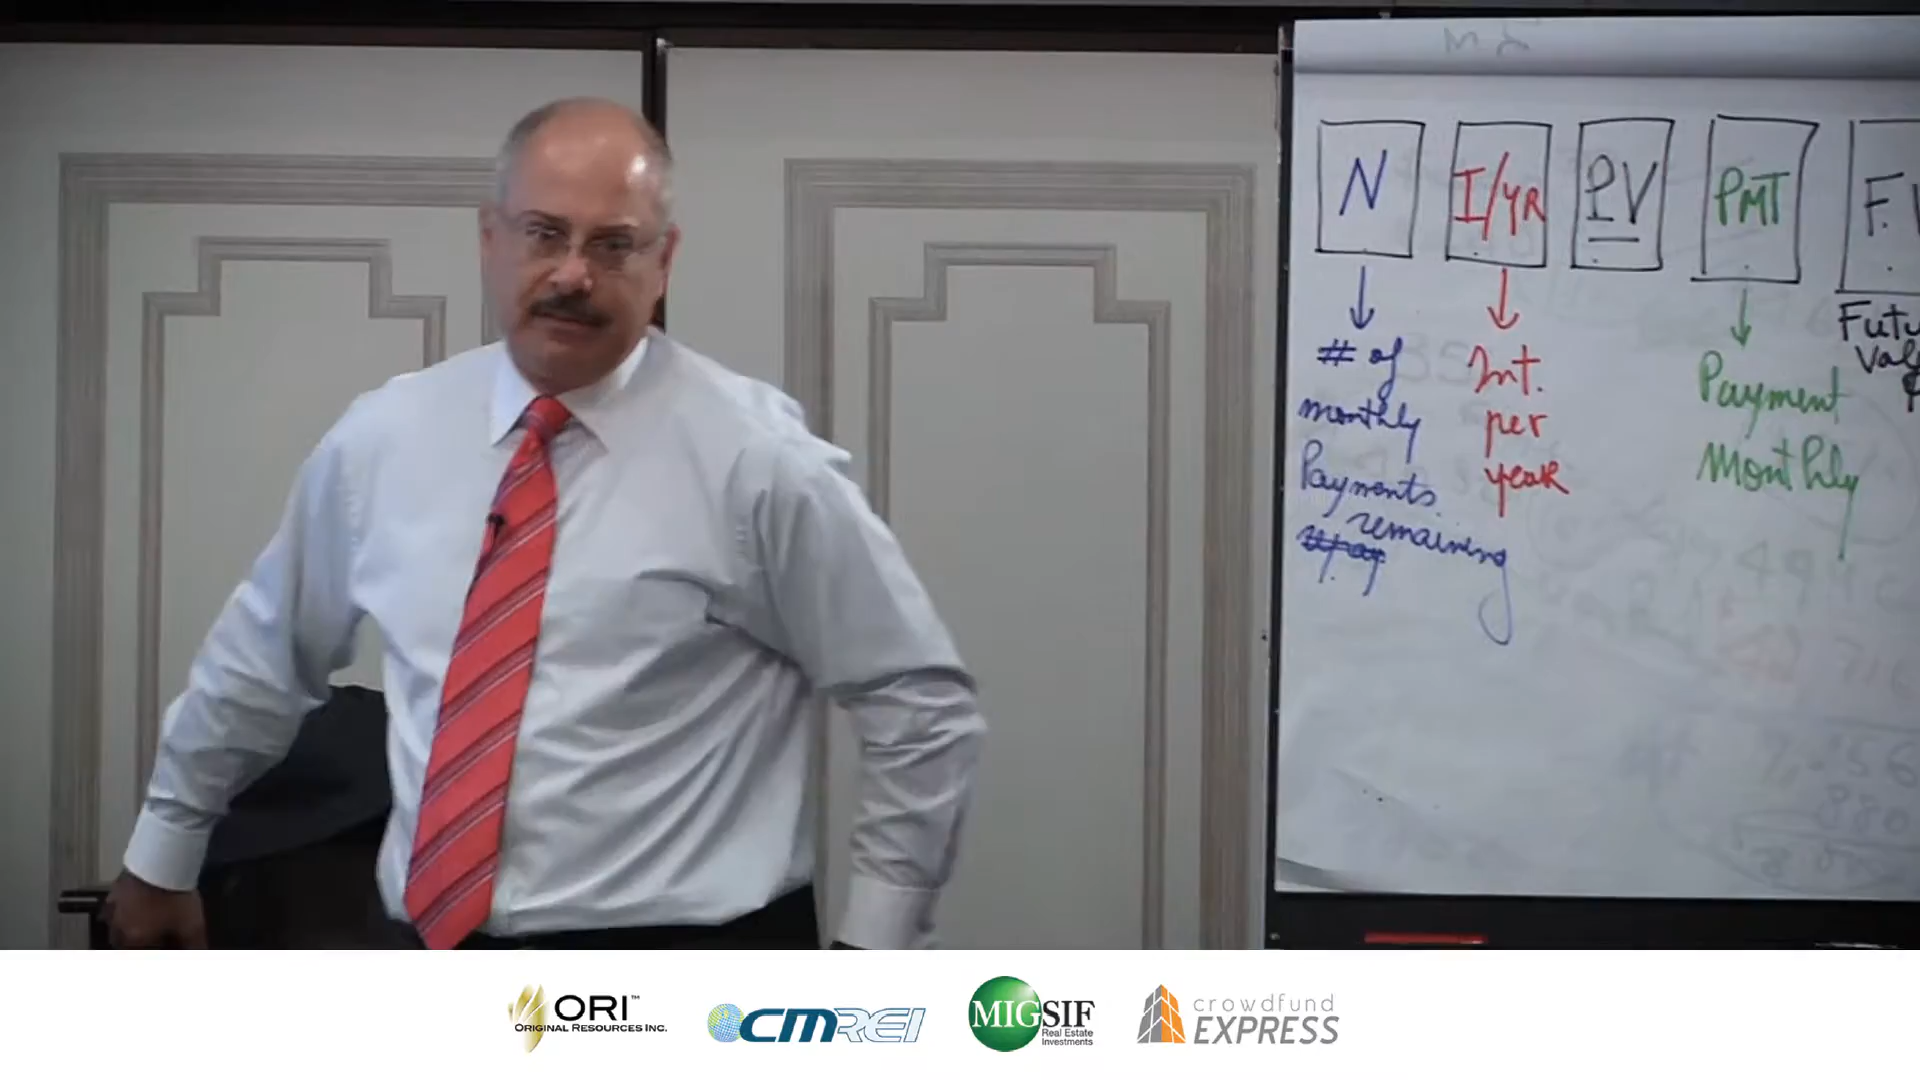 N
I/YR
PV
PMT
F.V
# of
monthly
Payments
remaining
Int.
per
year
Payment
Monthly
Futu
Val
ORI™
ORIGINAL RESOURCES INC.
CMREI
MIGSIF
Real Estate
Investments
crowdfund
EXPRESS